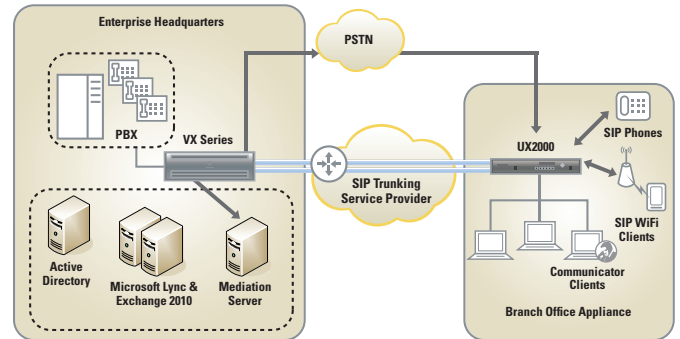 Enterprise Headquarters
PSTN
PBX
VX Series
UX2000
SIP Phones
SIP Trunking
Service Provider
SIP WiFi
Clients
Active
Directory
Microsoft Lync &
Exchange 2010
Mediation
Server
Communicator
Clients
Branch Office Appliance